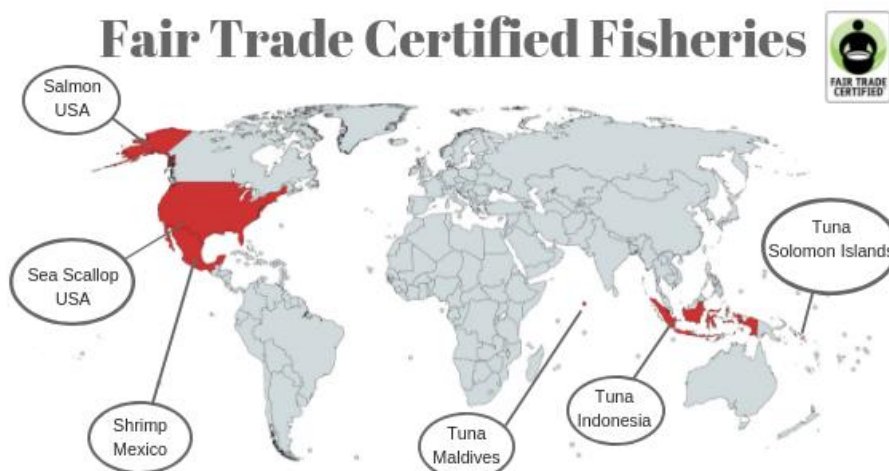 Fair Trade Certified Fisheries
FAIR TRADE
CERTIFIED
Salmon
USA
Tuna
Solomon Islands
Sea Scallop
USA
Shrimp
Mexico
Tuna
Maldives
Tuna
Indonesia